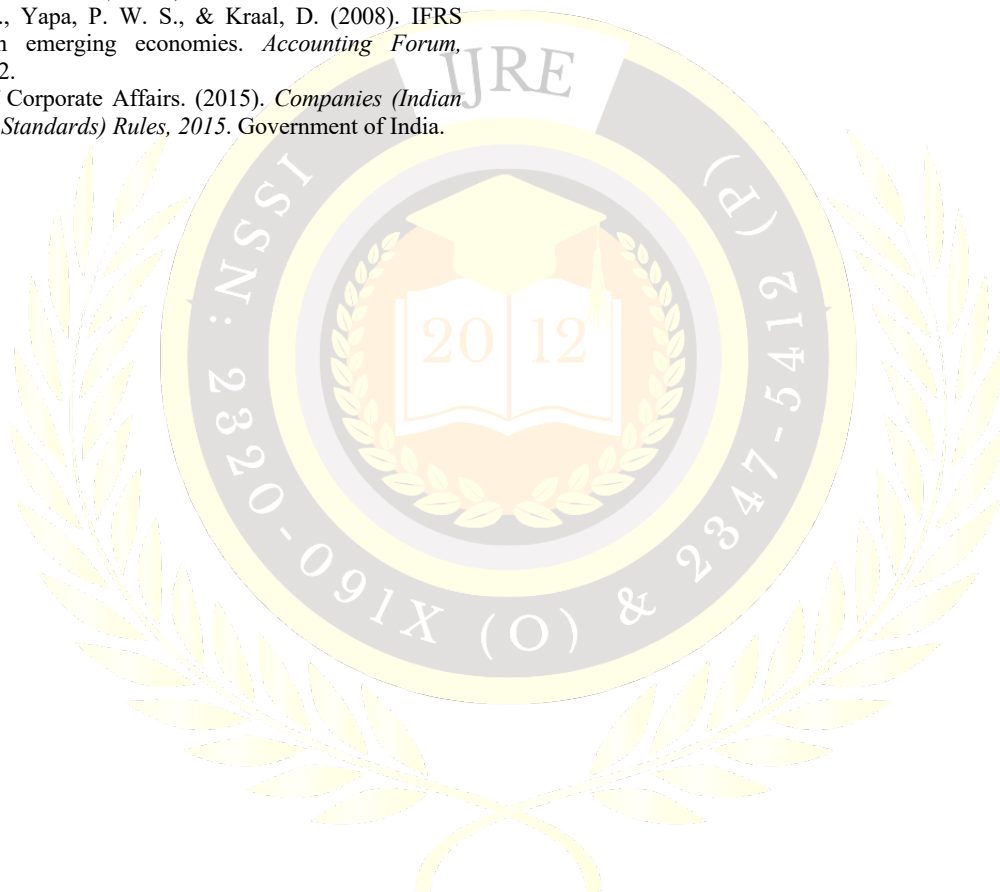 ., Yapa, P. W. S., & Kraal, D. (2008). IFRS
emerging economies. Accounting Forum,
2.
Corporate Affairs. (2015). Companies (Indian
Standards) Rules, 2015. Government of India.
IJRE
ISSN: 2320-091X (O) & 2347-5412 (P)
20 12